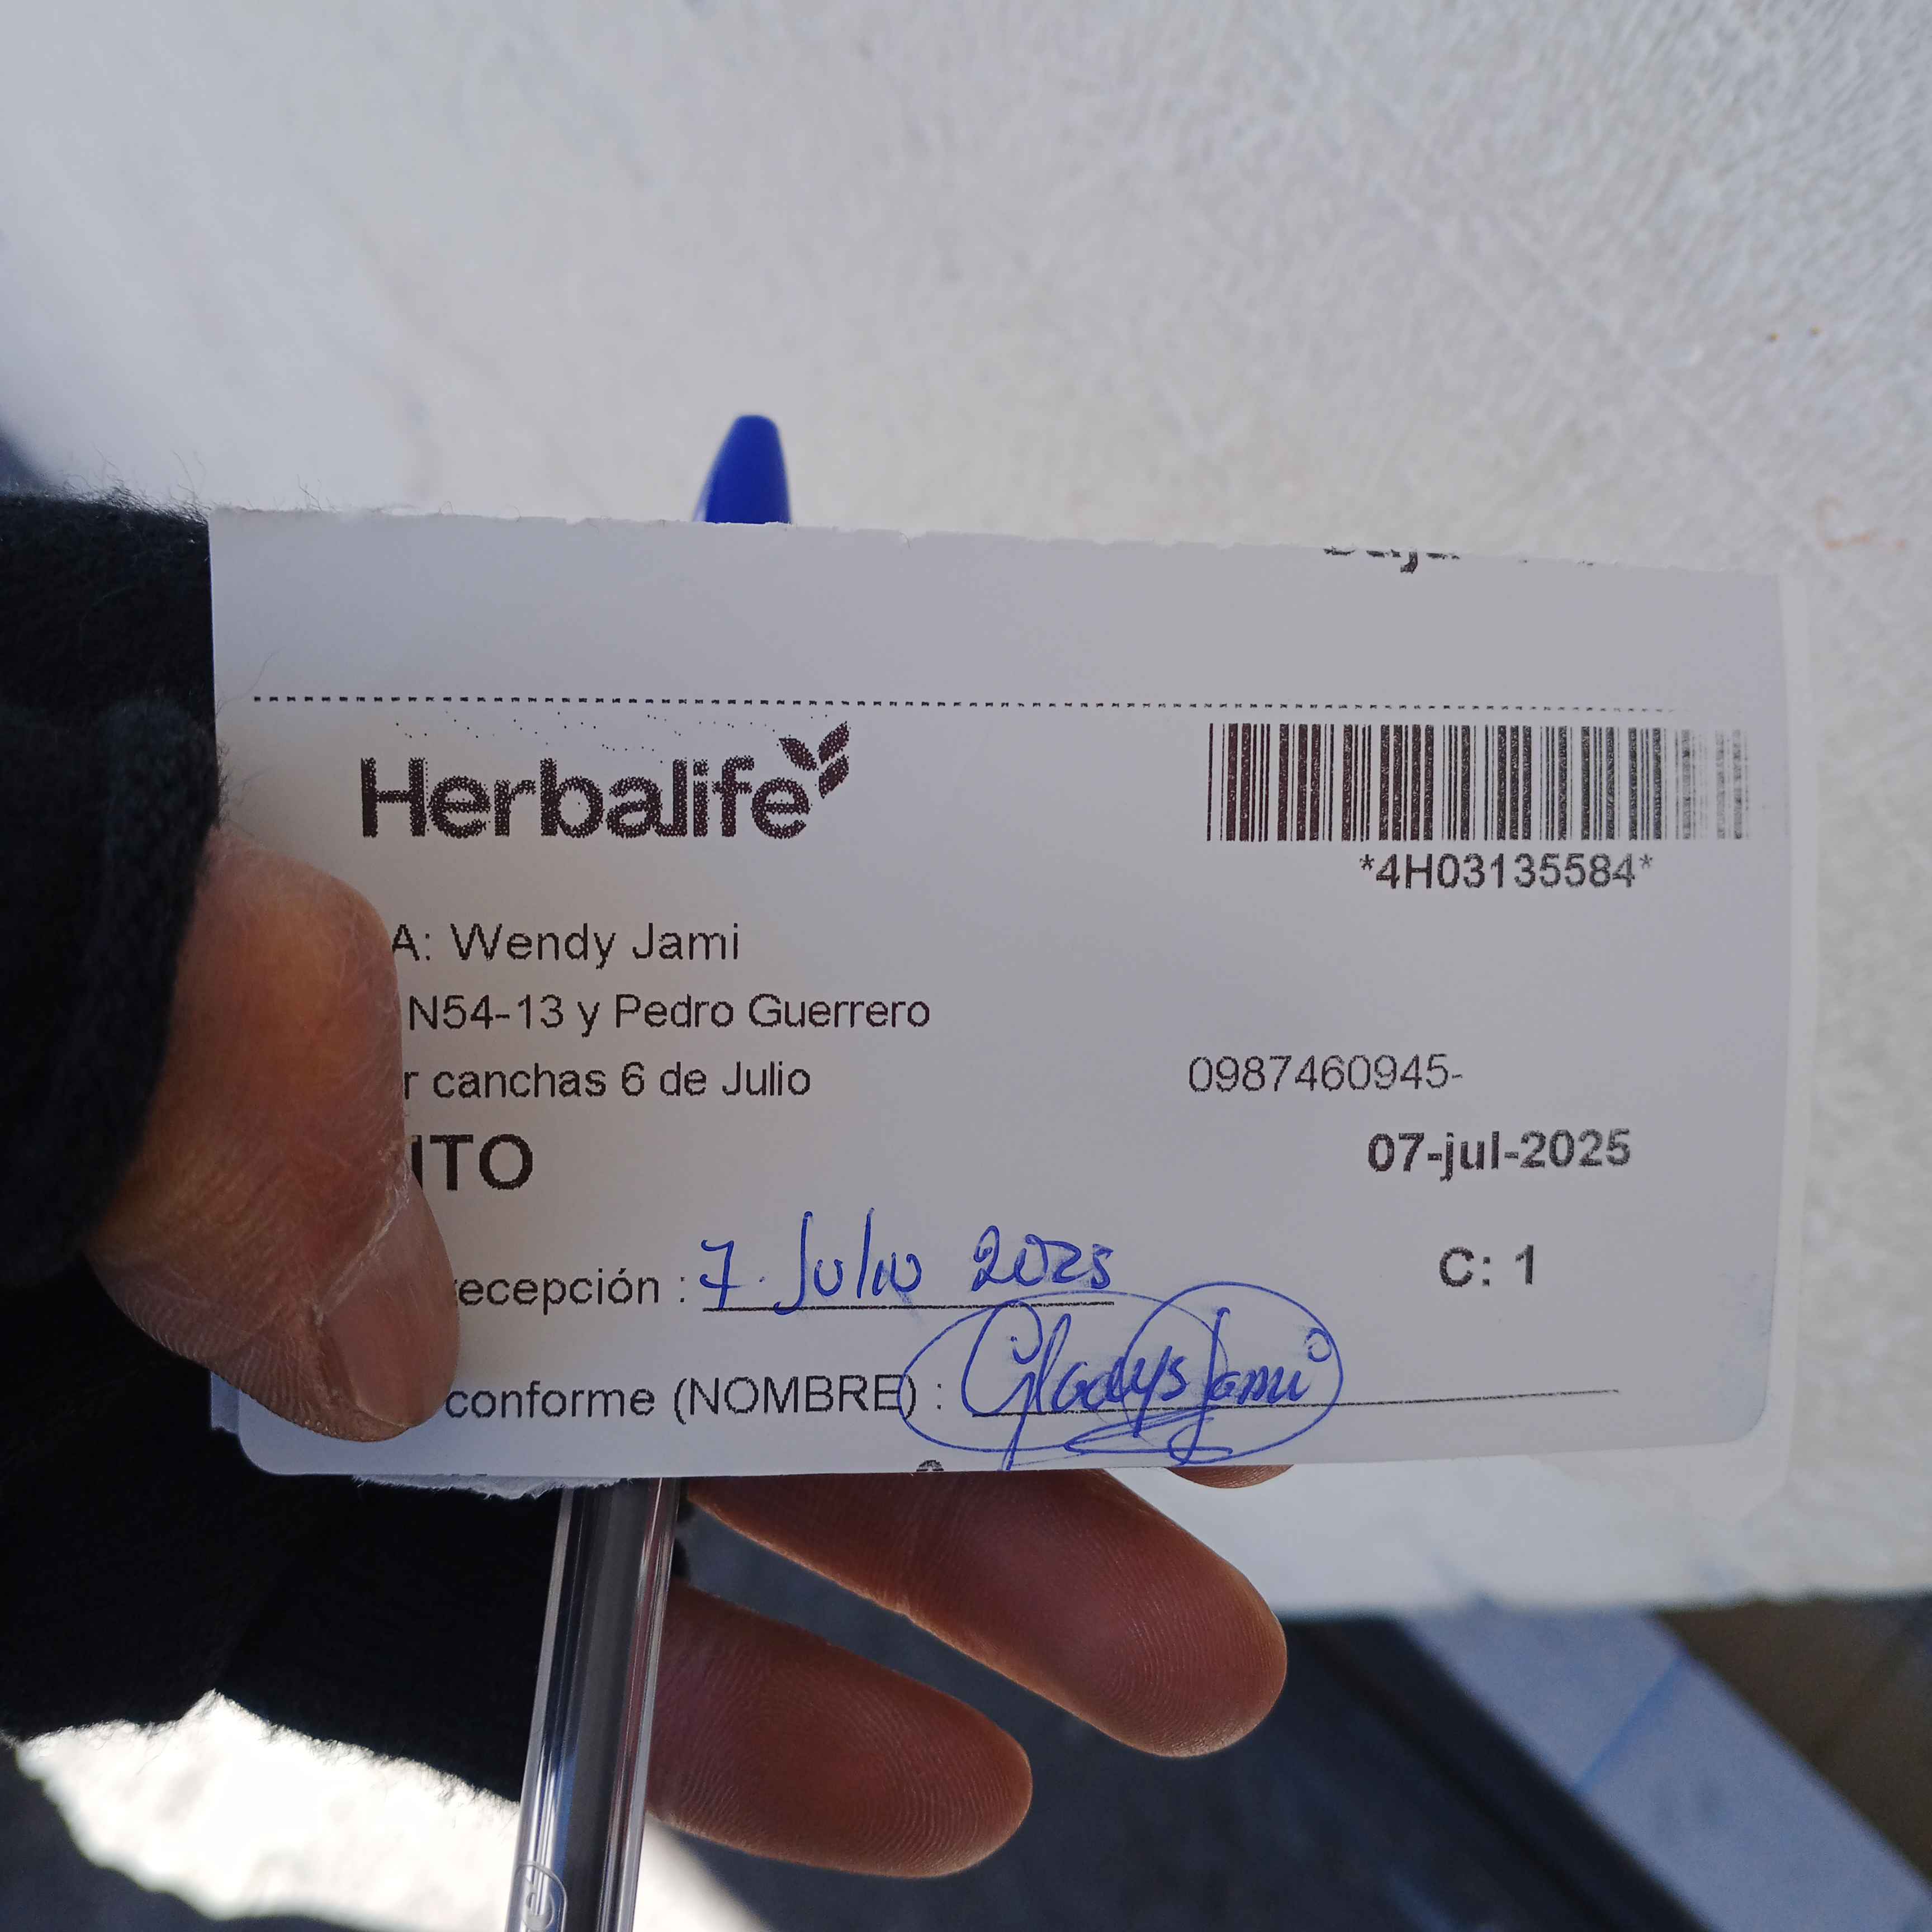 Herbalife
*4H03135584*
A: Wendy Jami
N54-13 y Pedro Guerrero
r canchas 6 de Julio
0987460945-
ITO
07-jul-2025
ecepción : 7. Julio 2025
C: 1
conforme (NOMBRE) : Gladys Jami